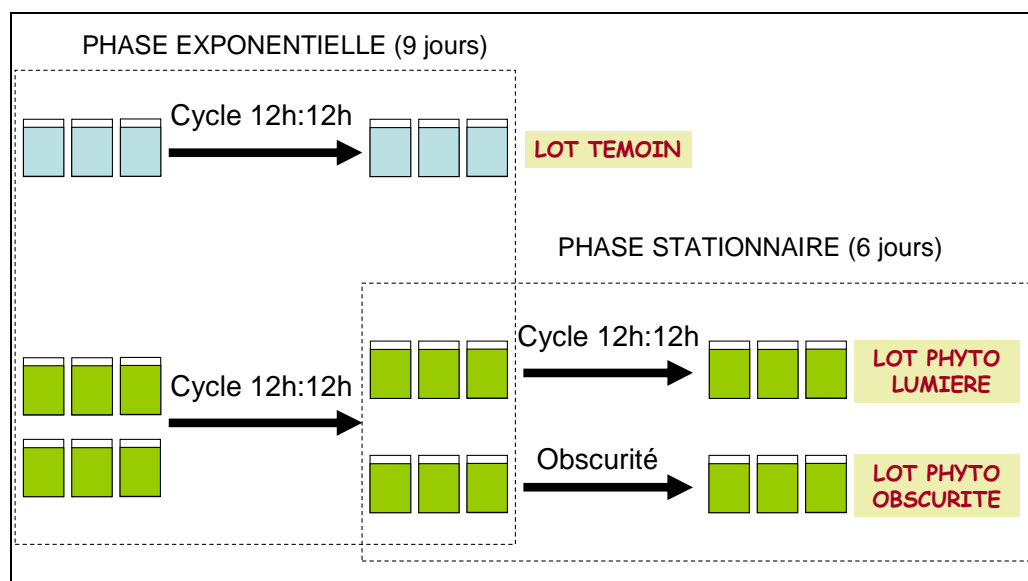 PHASE EXPONENTIELLE (9 jours)
Cycle 12h:12h
LOT TEMOIN
PHASE STATIONNAIRE (6 jours)
Cycle 12h:12h
Cycle 12h:12h
LOT PHYTO
LUMIERE
Obscurité
LOT PHYTO
OBSCURITE